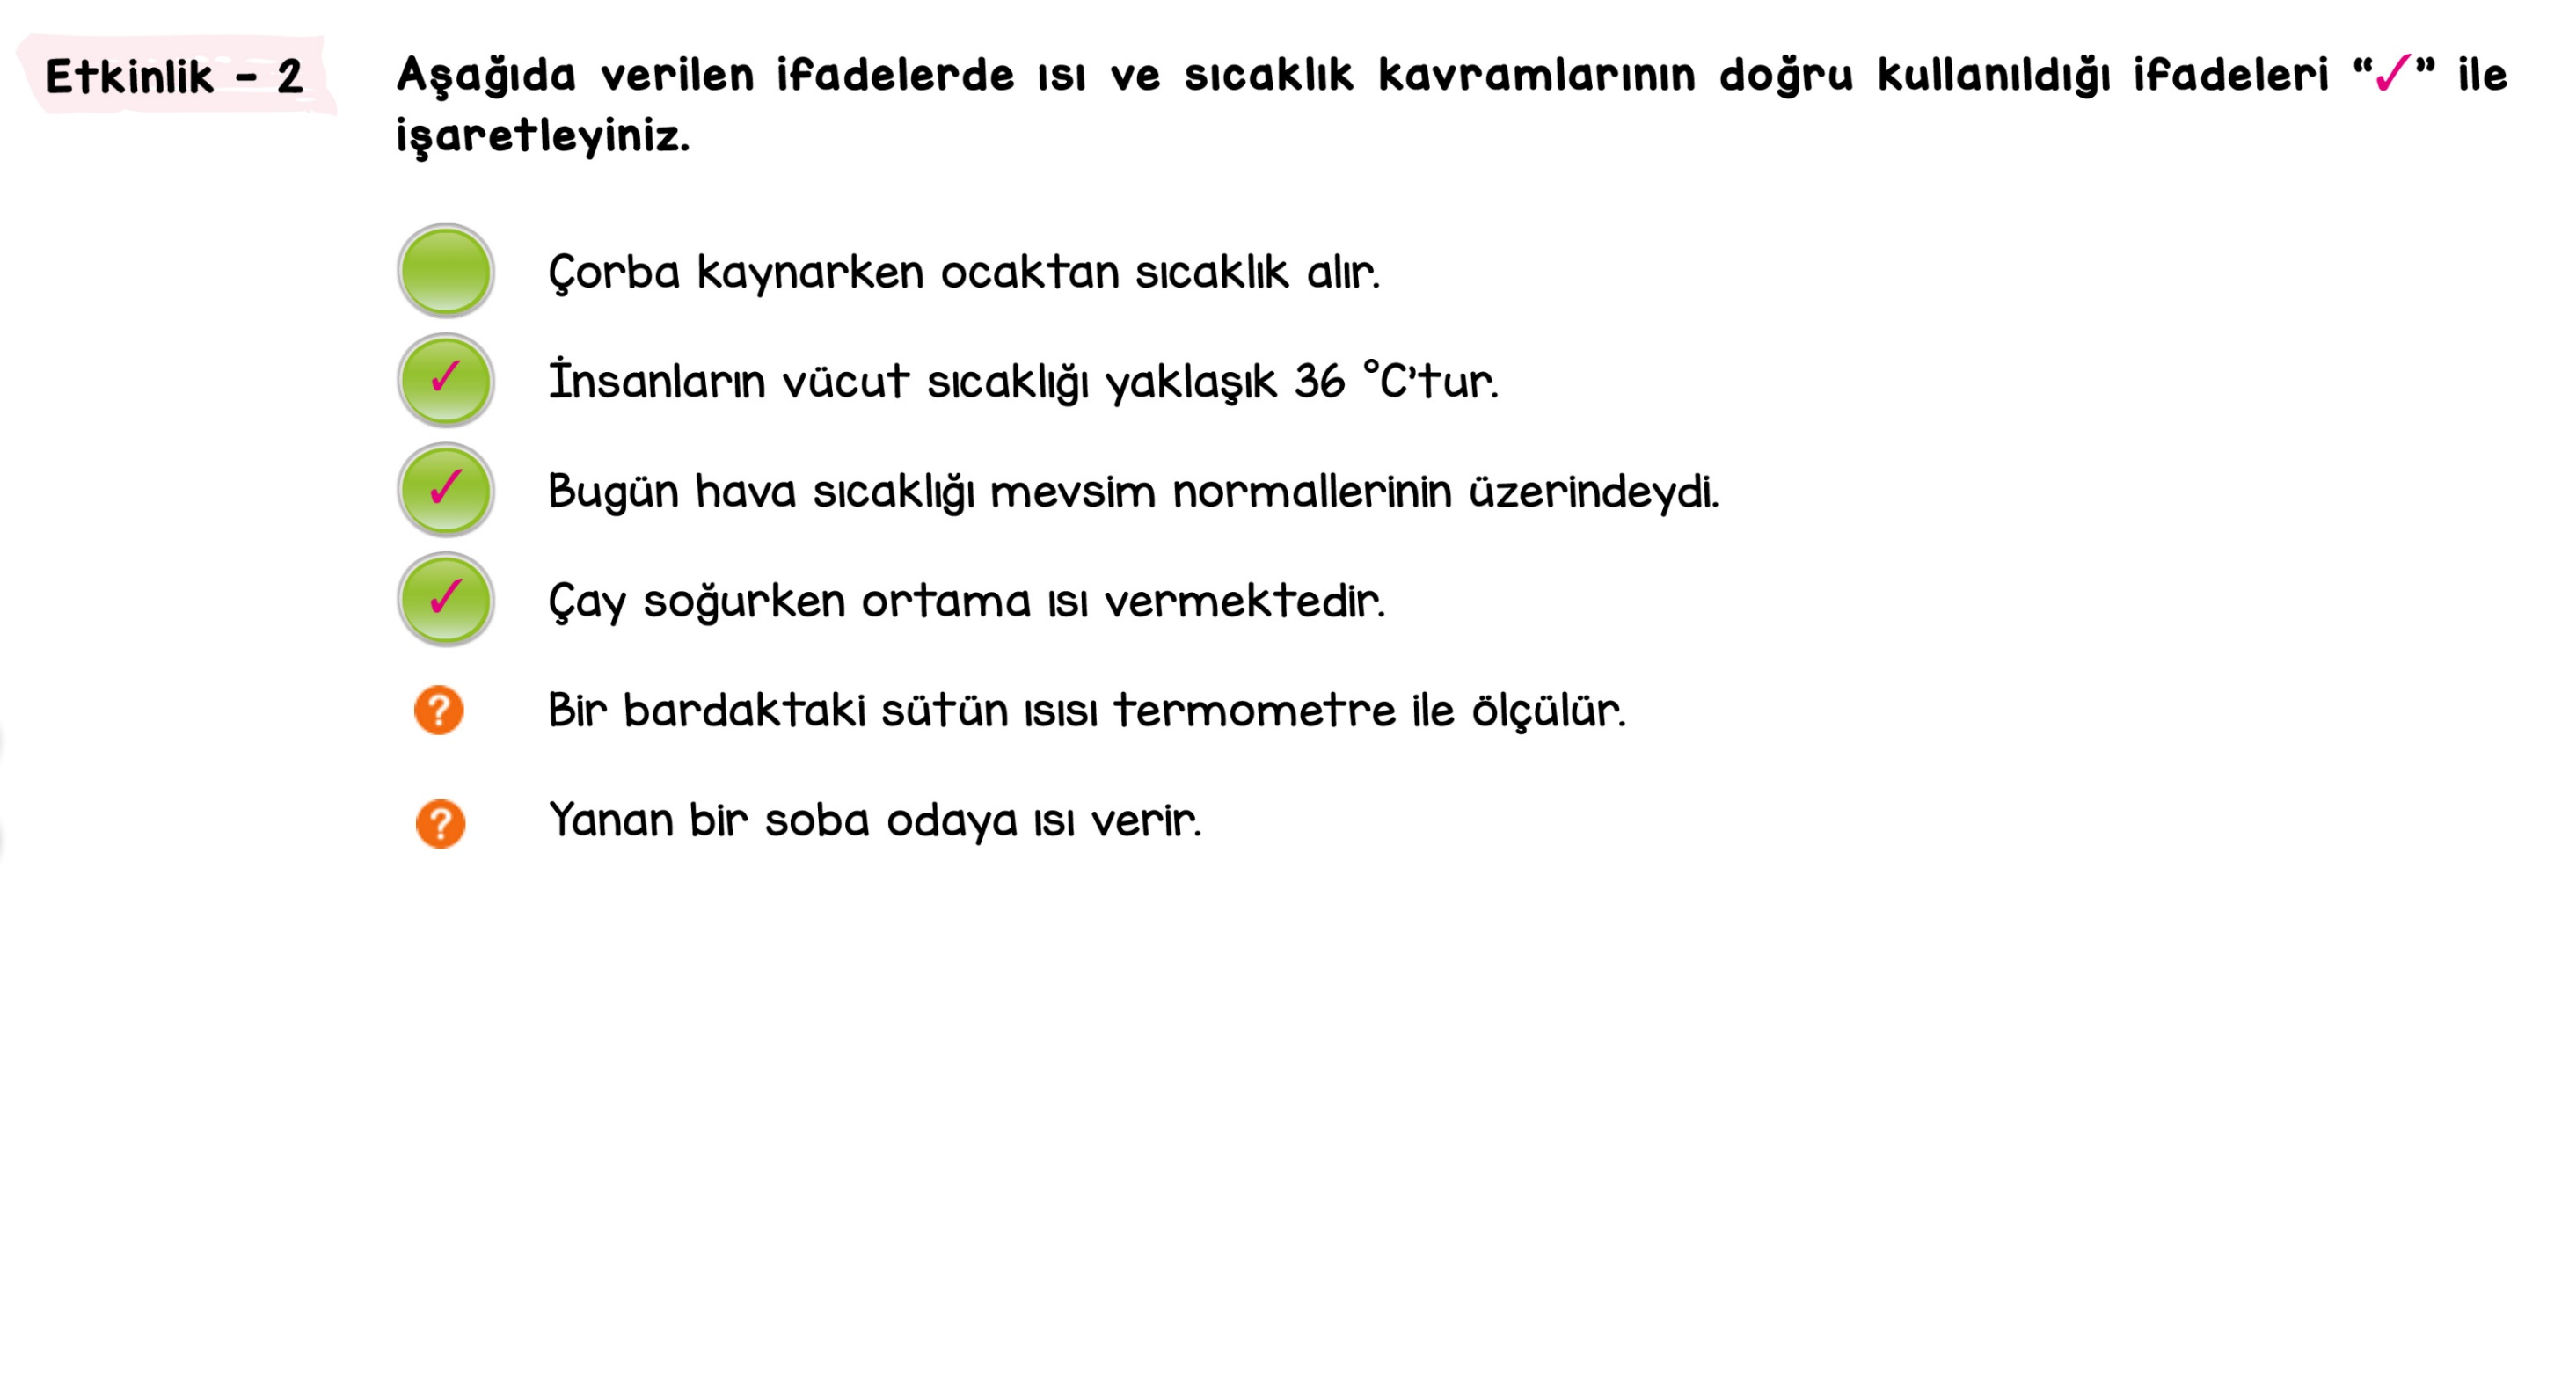 Etkinlik - 2
Aşağıda verilen ifadelerde ısı ve sıcaklık kavramlarının doğru kullanıldığı ifadeleri “✓” ile
işaretleyiniz.
Çorba kaynarken ocaktan sıcaklık alır.
✓ İnsanların vücut sıcaklığı yaklaşık 36 °C'tur.
✓ Bugün hava sıcaklığı mevsim normallerinin üzerindeydi.
✓ Çay soğurken ortama ısı vermektedir.
? Bir bardaktaki sütün ısısı termometre ile ölçülür.
? Yanan bir soba odaya ısı verir.